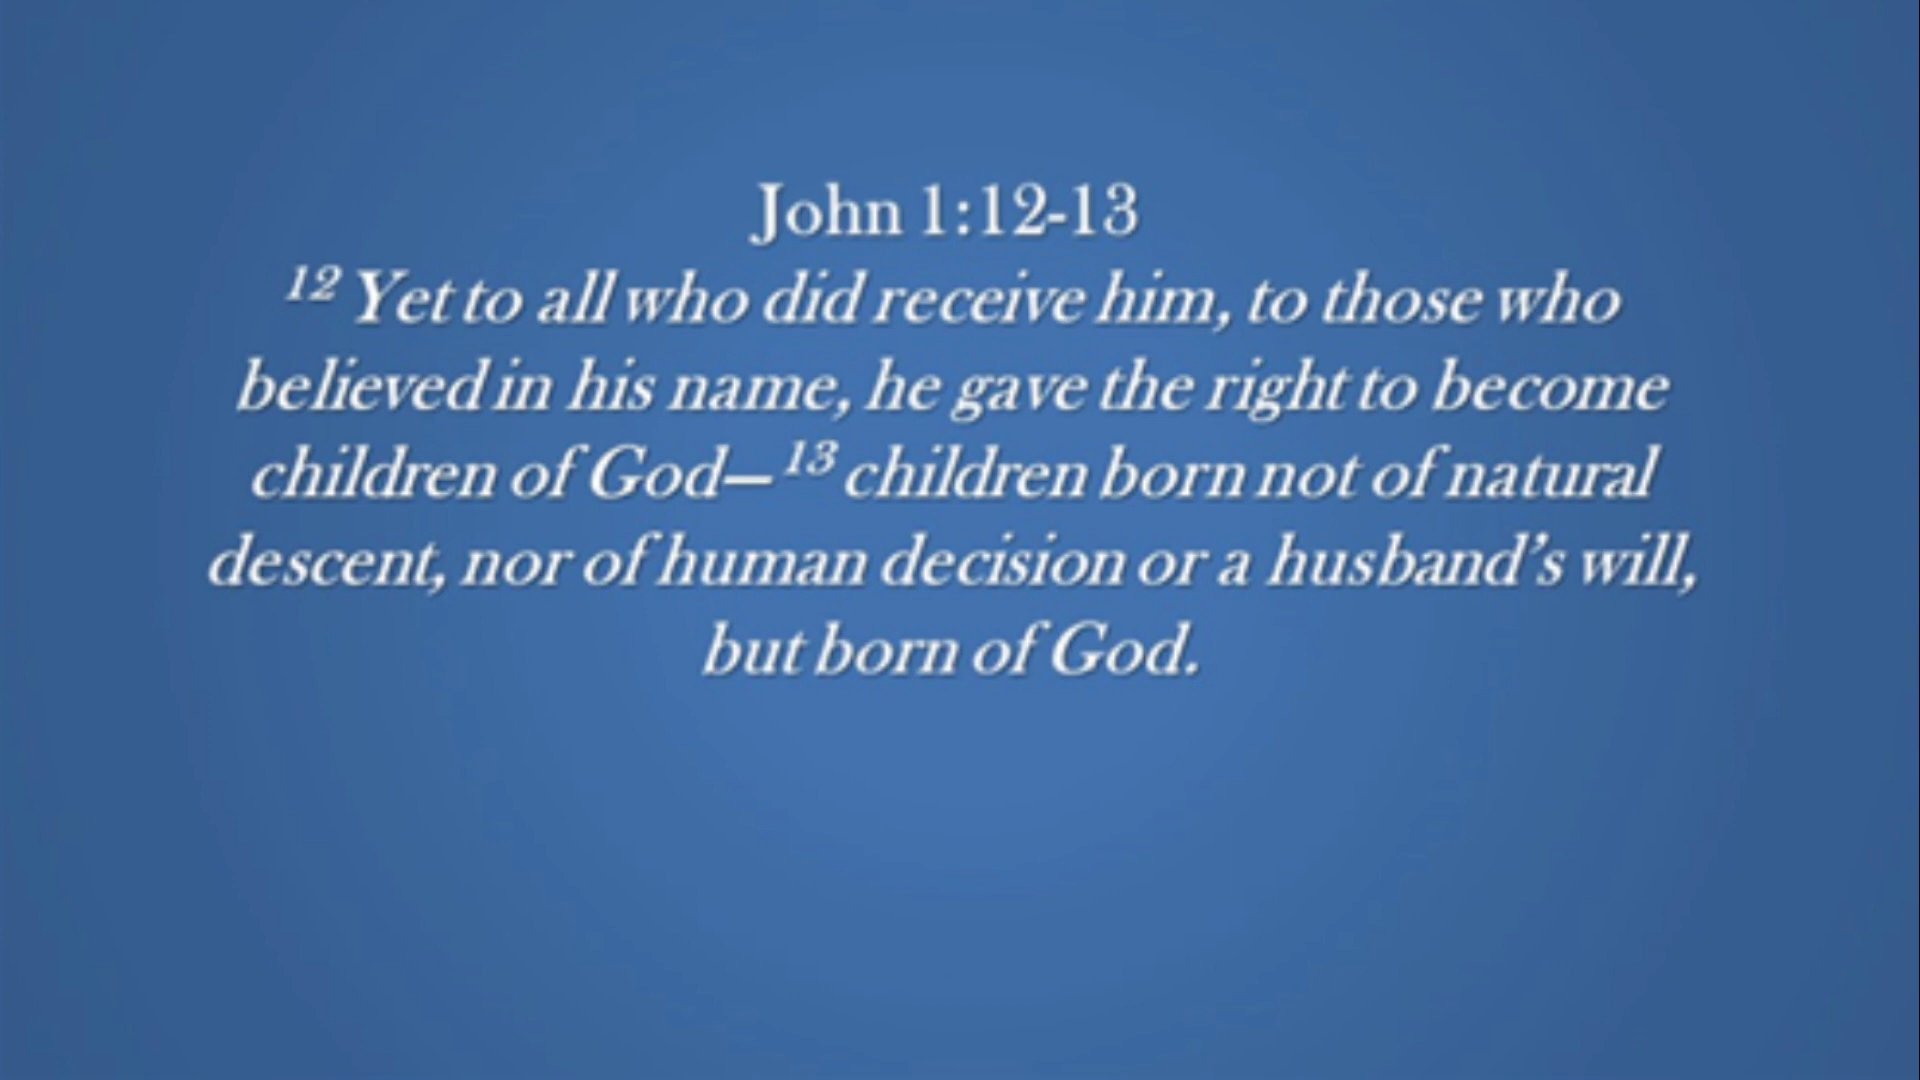 John 1:12-13
12 Yet to all who did receive him, to those who
believed in his name, he gave the right to become
children of God—13 children born not of natural
descent, nor of human decision or a husband’s will,
but born of God.